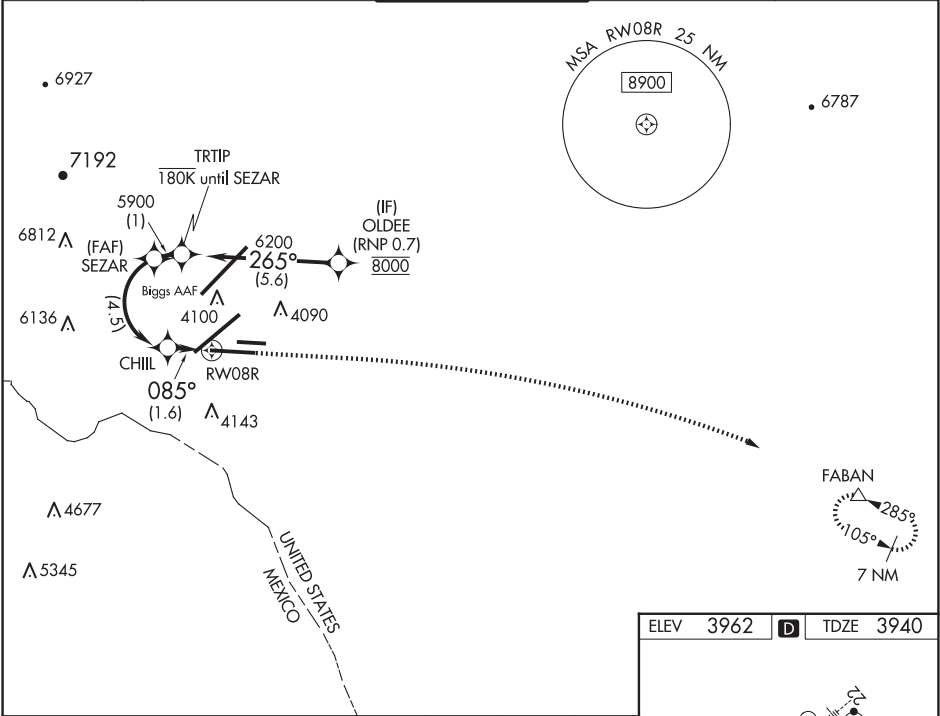 MSA RW08R 25 NM
8900
6927
6787
7192
TRTIP
180K until SEZAR
5900
(1)
(IF)
OLDEE
(RNP 0.7)
8000
6812
(FAF)
SEZAR
6200
265°
(5.6)
Biggs AAF
(4.5)
4100
4090
6136
CHIIL
RW08R
085°
(1.6)
4143
FABAN
285°
105°
7 NM
4677
5345
UNITED STATES
MEXICO
ELEV 3962 D TDZE 3940
22